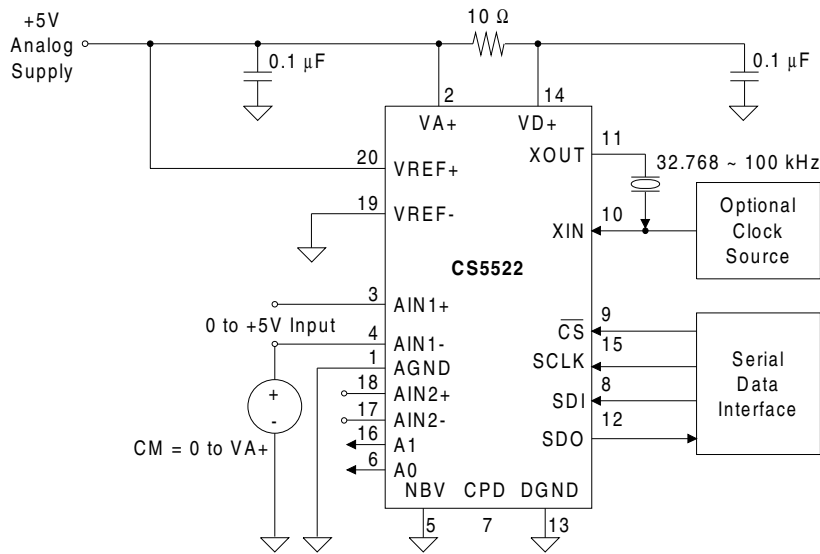 +5V
Analog
Supply
10 Ω
0.1 µF
0.1 µF
2
14
VA+
VD+
11
XOUT
20
VREF+
32.768 ~ 100 kHz
19
VREF-
10
XIN
Optional
Clock
Source
CS5522
3
AIN1+
0 to +5V Input
4
AIN1-
1
AGND
18
AIN2+
17
AIN2-
16
A1
6
A0
+
-
CM = 0 to VA+
9
CS
15
SCLK
8
SDI
12
SDO
Serial
Data
Interface
NBV CPD DGND
5 7 13